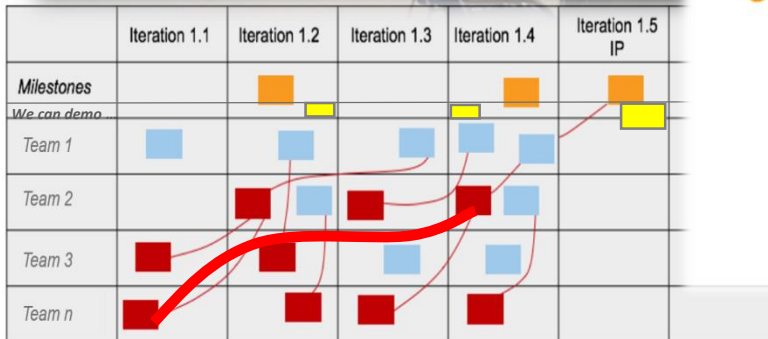 Iteration 1.1 Iteration 1.2 Iteration 1.3 Iteration 1.4 Iteration 1.5
IP
Milestones
We can demo ...
Team 1
Team 2
Team 3
Team n